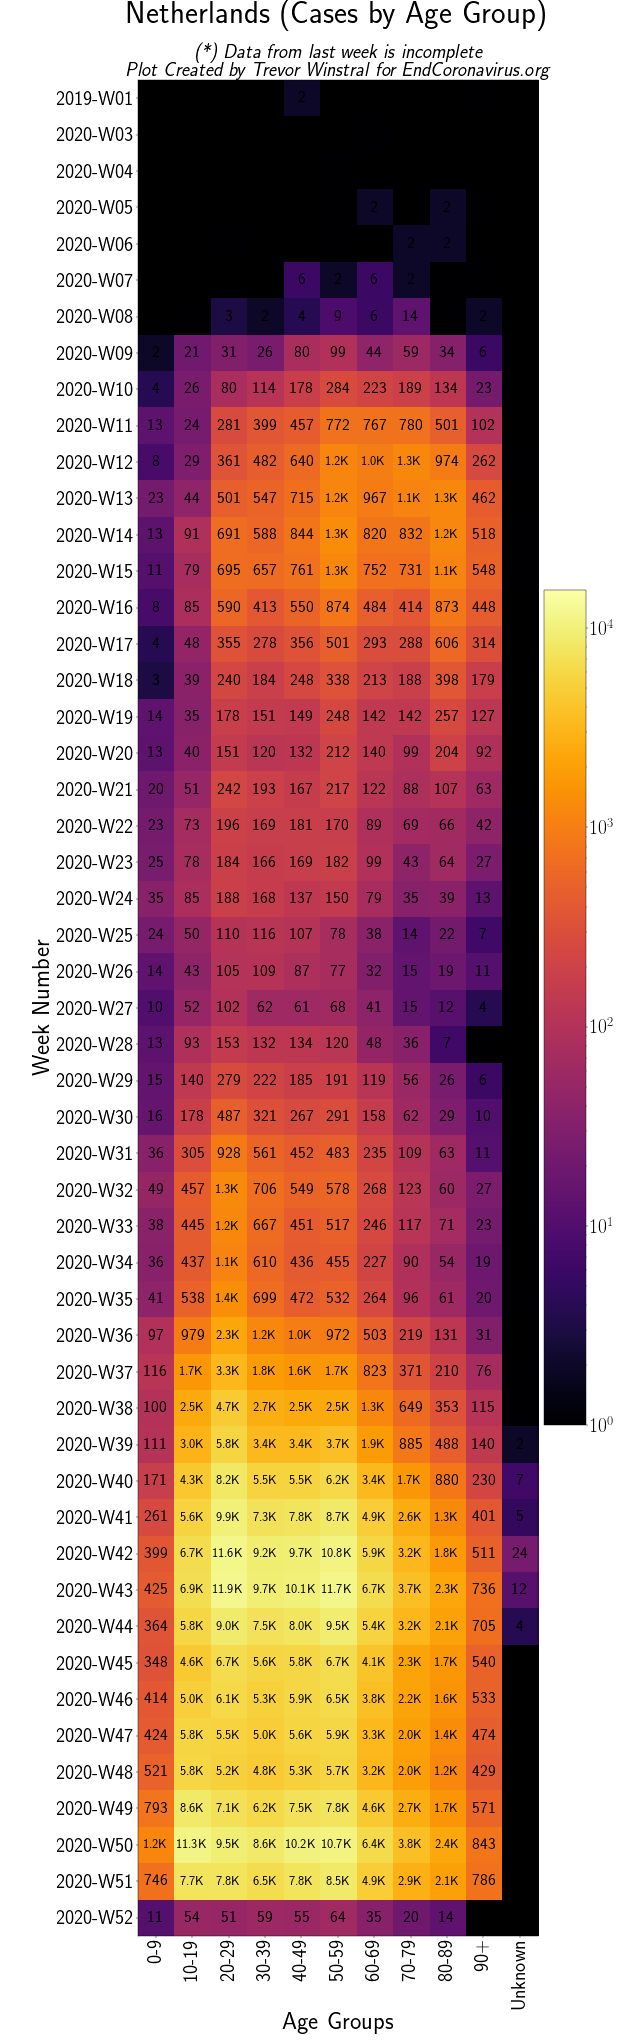 Netherlands (Cases by Age Group)
(*) Data from last week is incomplete
Plot Created by Trevor Winstral for EndCoronavirus.org
2019-W01 2
2020-W03
2020-W04
2020-W05 2 2
2020-W06 2 2
2020-W07 6 2 6 2
2020-W08 3 2 4 9 6 14 2
2020-W09 2 21 31 26 80 99 44 59 34 6
2020-W10 4 26 80 114 178 284 223 189 134 23
2020-W11 13 24 281 399 457 772 767 780 501 102
2020-W12 8 29 361 482 640 1.2K 1.0K 1.3K 974 262
2020-W13 23 44 501 547 715 1.2K 967 1.1K 1.3K 462
2020-W14 13 91 691 588 844 1.3K 820 832 1.2K 518
2020-W15 11 79 695 657 761 1.3K 752 731 1.1K 548
2020-W16 8 85 590 413 550 874 484 414 873 448
2020-W17 4 48 355 278 356 501 293 288 606 314
2020-W18 3 39 240 184 248 338 213 188 398 179
2020-W19 14 35 178 151 149 248 142 142 257 127
2020-W20 13 40 151 120 132 212 140 99 204 92
2020-W21 20 51 242 193 167 217 122 88 107 63
2020-W22 23 73 196 169 181 170 89 69 66 42
2020-W23 25 78 184 166 169 182 99 43 64 27
2020-W24 35 85 188 168 137 150 79 35 39 13
2020-W25 24 50 110 116 107 78 38 14 22 7
2020-W26 14 43 105 109 87 77 32 15 19 11
2020-W27 10 52 102 62 61 68 41 15 12 4
2020-W28 13 93 153 132 134 120 48 36 7
2020-W29 15 140 279 222 185 191 119 56 26 6
2020-W30 16 178 487 321 267 291 158 62 29 10
2020-W31 36 305 928 561 452 483 235 109 63 11
2020-W32 49 457 1.3K 706 549 578 268 123 60 27
2020-W33 38 445 1.2K 667 451 517 246 117 71 23
2020-W34 36 437 1.1K 610 436 455 227 90 54 19
2020-W35 41 538 1.4K 699 472 532 264 96 61 20
2020-W36 97 979 2.3K 1.2K 1.0K 972 503 219 131 31
2020-W37 116 1.7K 3.3K 1.8K 1.6K 1.7K 823 371 210 76
2020-W38 100 2.5K 4.7K 2.7K 2.5K 2.5K 1.3K 649 353 115
2020-W39 111 3.0K 5.8K 3.4K 3.4K 3.7K 1.9K 885 488 140 2
2020-W40 171 4.3K 8.2K 5.5K 5.5K 6.2K 3.4K 1.7K 880 230 7
2020-W41 261 5.6K 9.9K 7.3K 7.8K 8.7K 4.9K 2.6K 1.3K 401 5
2020-W42 399 6.7K 11.6K 9.2K 9.7K 10.8K 5.9K 3.2K 1.8K 511 24
2020-W43 425 6.9K 11.9K 9.7K 10.1K 11.7K 6.7K 3.7K 2.3K 736 12
2020-W44 364 5.8K 9.0K 7.5K 8.0K 9.5K 5.4K 3.2K 2.1K 705 4
2020-W45 348 4.6K 6.7K 5.6K 5.8K 6.7K 4.1K 2.3K 1.7K 540
2020-W46 414 5.0K 6.1K 5.3K 5.9K 6.5K 3.8K 2.2K 1.6K 533
2020-W47 424 5.8K 5.5K 5.0K 5.6K 5.9K 3.3K 2.0K 1.4K 474
2020-W48 521 5.8K 5.2K 4.8K 5.3K 5.7K 3.2K 2.0K 1.2K 429
2020-W49 793 8.6K 7.1K 6.2K 7.5K 7.8K 4.6K 2.7K 1.7K 571
2020-W50 1.2K 11.3K 9.5K 8.6K 10.2K 10.7K 6.4K 3.8K 2.4K 843
2020-W51 746 7.7K 7.8K 6.5K 7.8K 8.5K 4.9K 2.9K 2.1K 786
2020-W52 11 54 51 59 55 64 35 20 14
0-9 10-19 20-29 30-39 40-49 50-59 60-69 70-79 80-89 90+ Unknown
Age Groups
Week Number
10⁴
10³
10²
10¹
10⁰